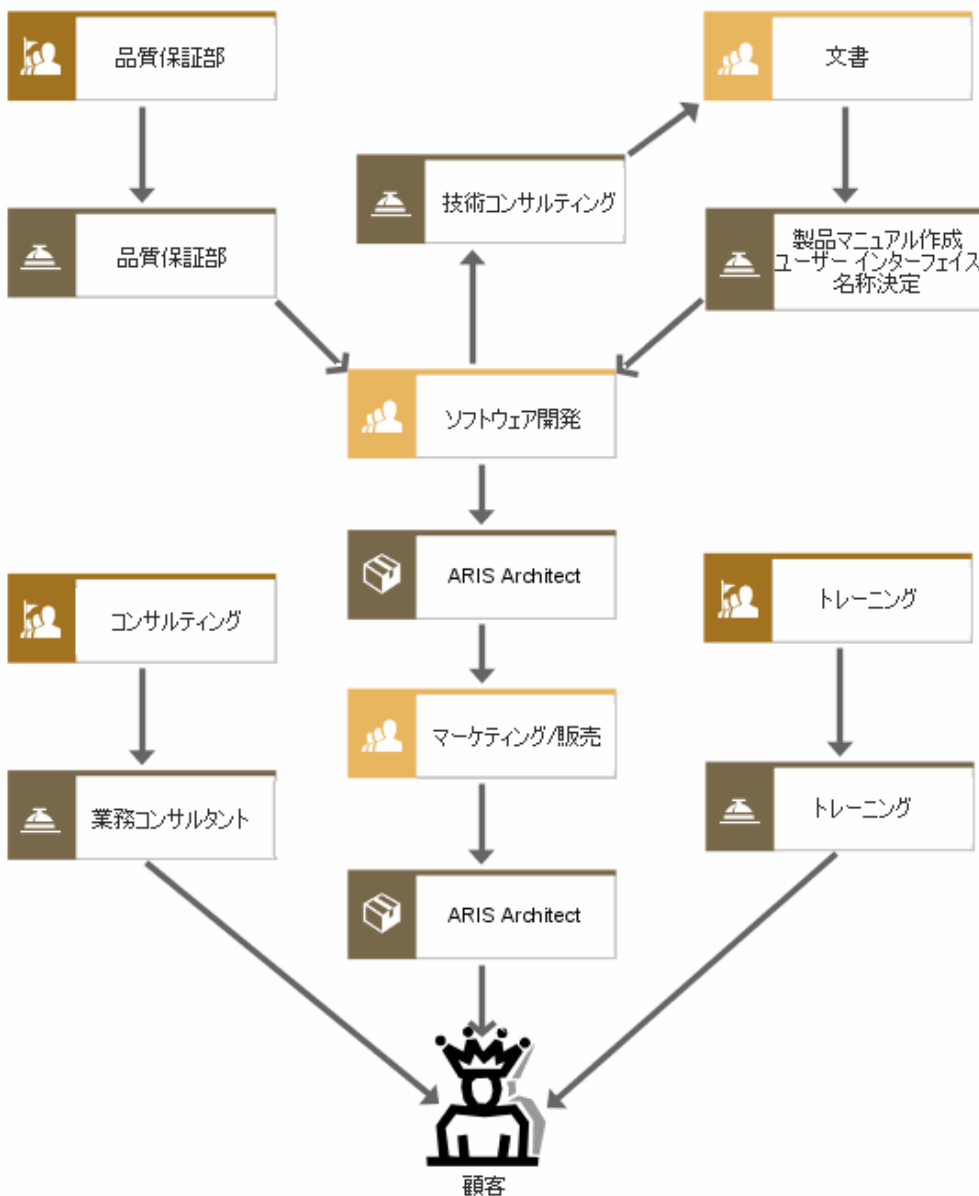 品質保証部
文書
技術コンサルティング
品質保証部
製品マニュアル作成
ユーザー インターフェイス
名称決定
ソフトウェア開発
ARIS Architect
コンサルティング
トレーニング
マーケティング/販売
業務コンサルタント
トレーニング
ARIS Architect
顧客